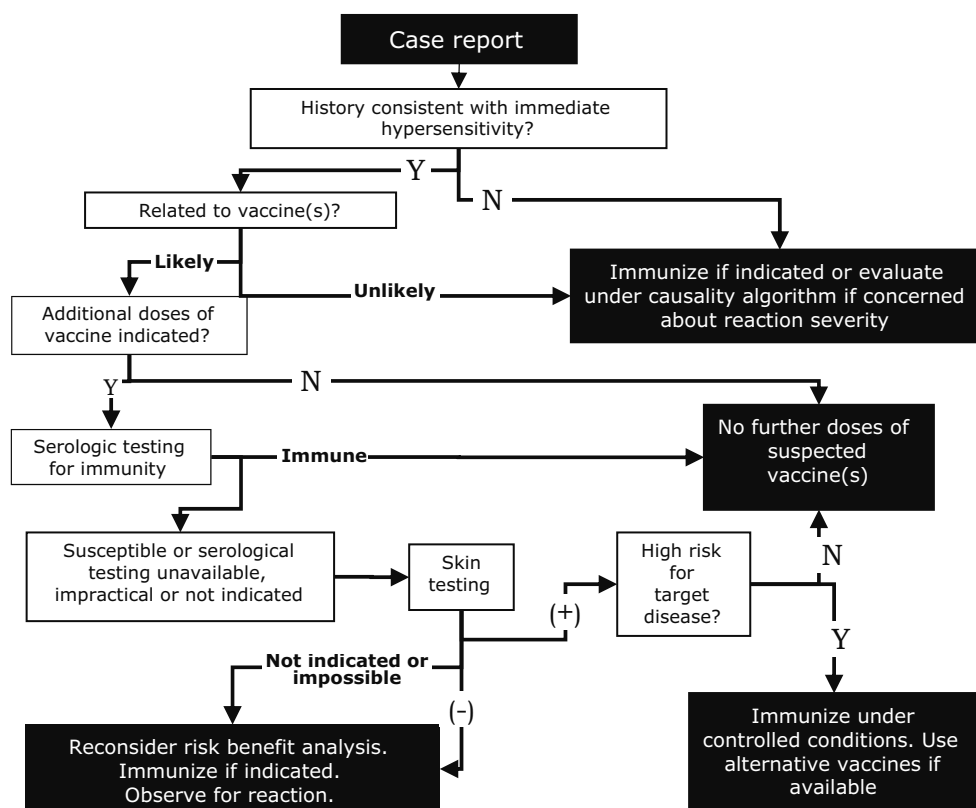 Case report
History consistent with immediate
hypersensitivity?
Y
N
Related to vaccine(s)?
Likely
Unlikely
Immunize if indicated or evaluate
under causality algorithm if concerned
about reaction severity
Additional doses of
vaccine indicated?
Y
N
Serologic testing
for immunity
Immune
No further doses of
suspected
vaccine(s)
Susceptible or serological
testing unavailable,
impractical or not indicated
Skin
testing
(+)
High risk
for
target
disease?
N
Y
Not indicated or
impossible
(-)
Reconsider risk benefit analysis.
Immunize if indicated.
Observe for reaction.
Immunize under
controlled conditions. Use
alternative vaccines if
available